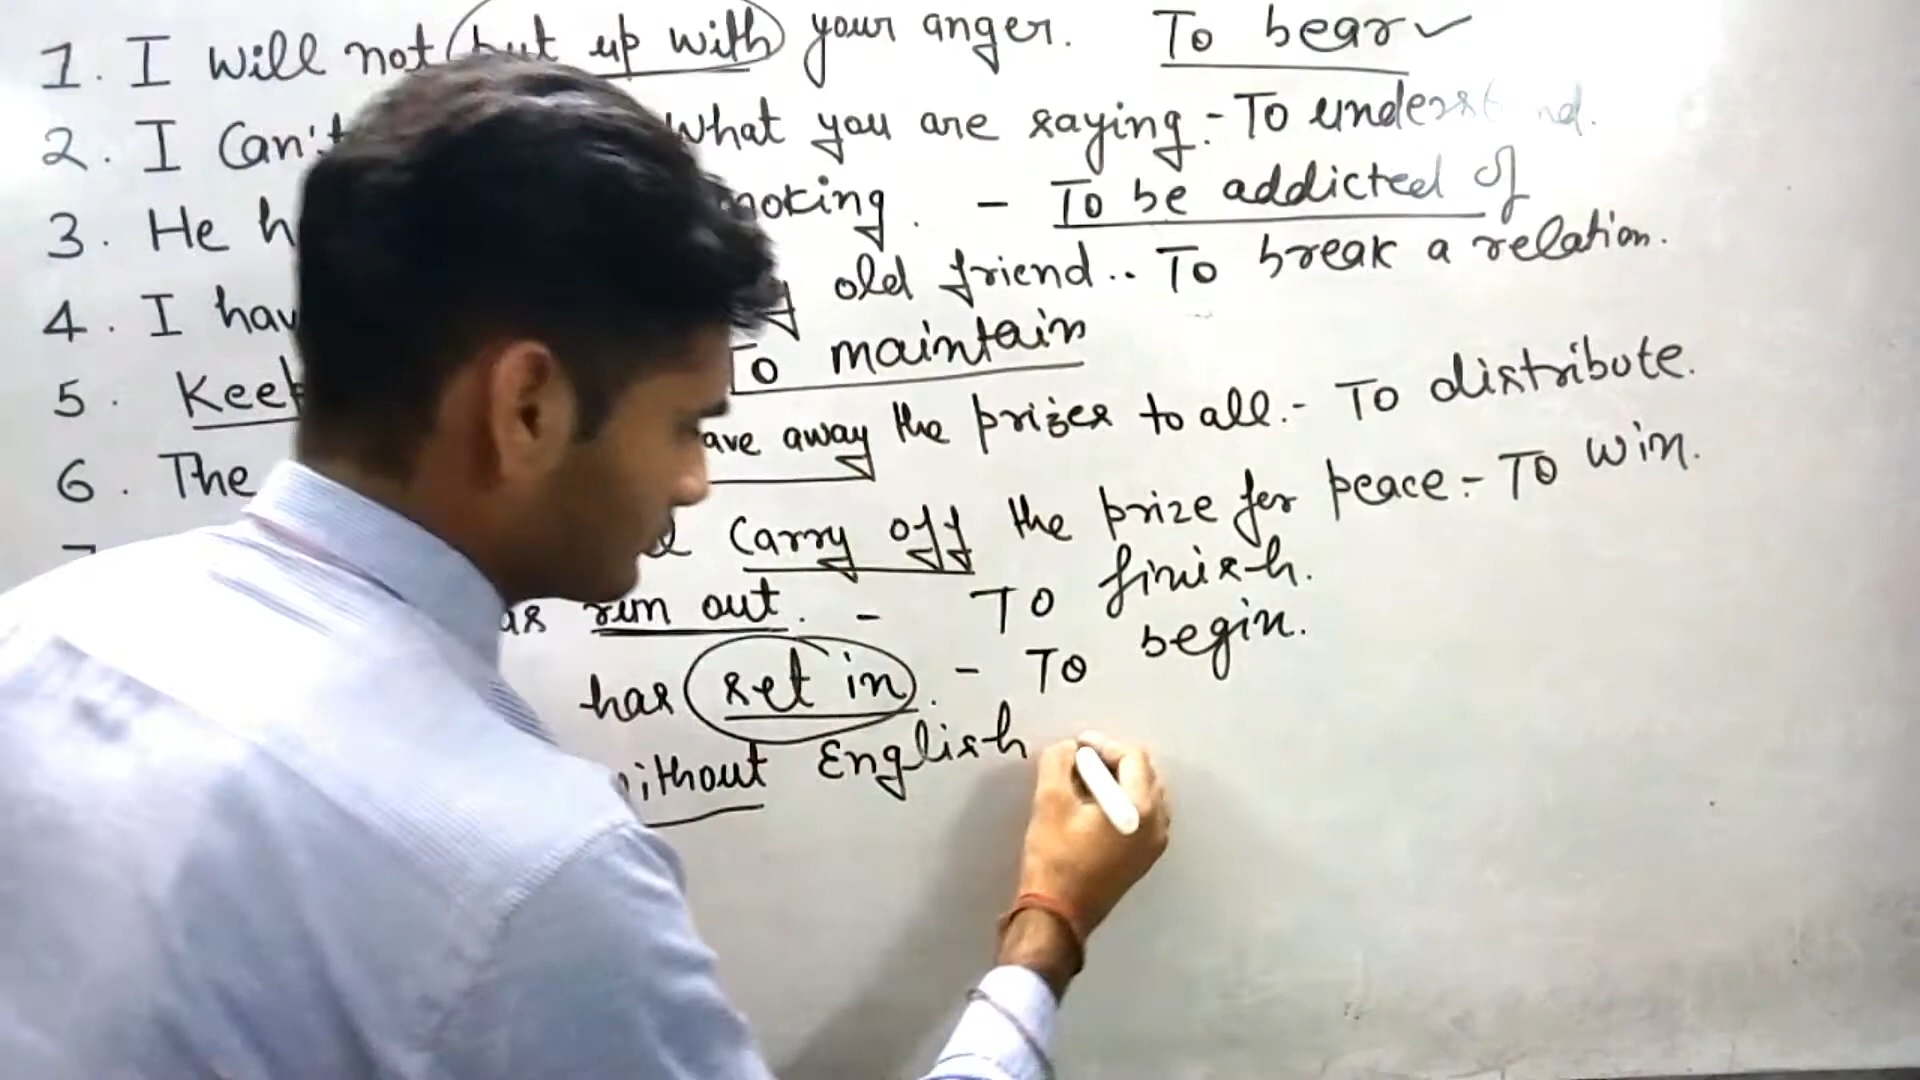 1. I will not put up with your anger. To bear
2. I Can't what you are saying:- To underst nd.
3. He h moking. - To be addicted of
4. I hav old friend.. To break a relation.
5. Keep To maintain
6. The ave away the prizes to all.- To distribute.
Carry off the prize for peace:- To win.
as run out. - To finish.
has set in. - To begin.
without English